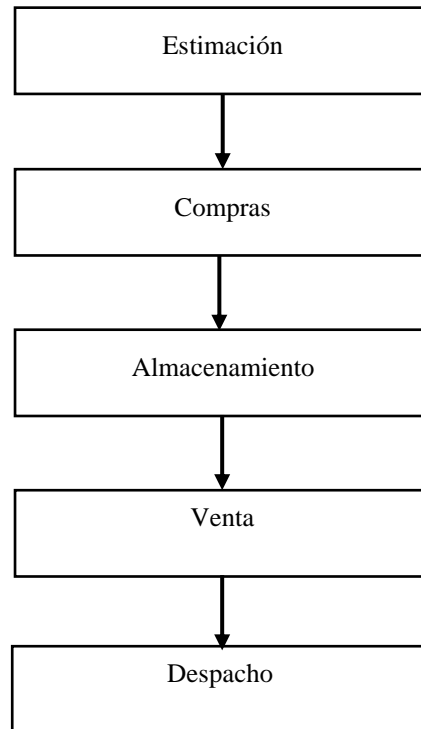 Estimación
Compras
Almacenamiento
Venta
Despacho